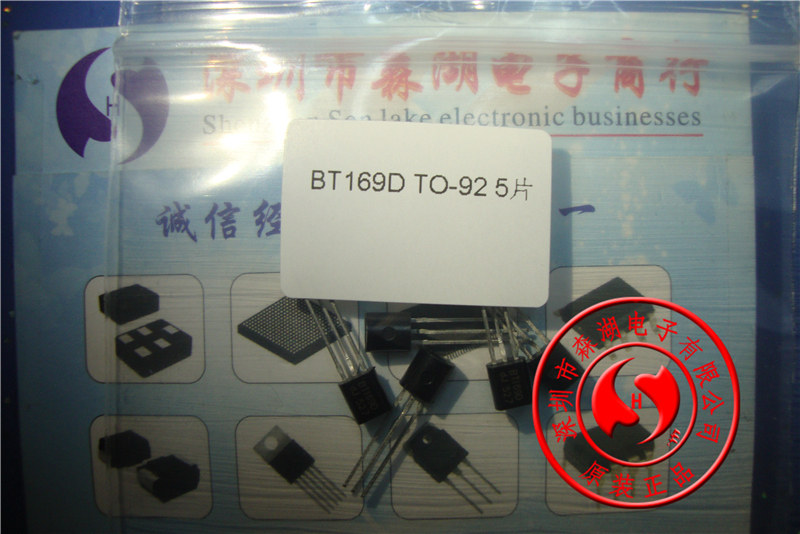 深圳市森湖电子商行
lake electronic businesses
BT169D TO-92 5片
诚信经
一
H
深圳市森湖电子有限公司
H
原装正品